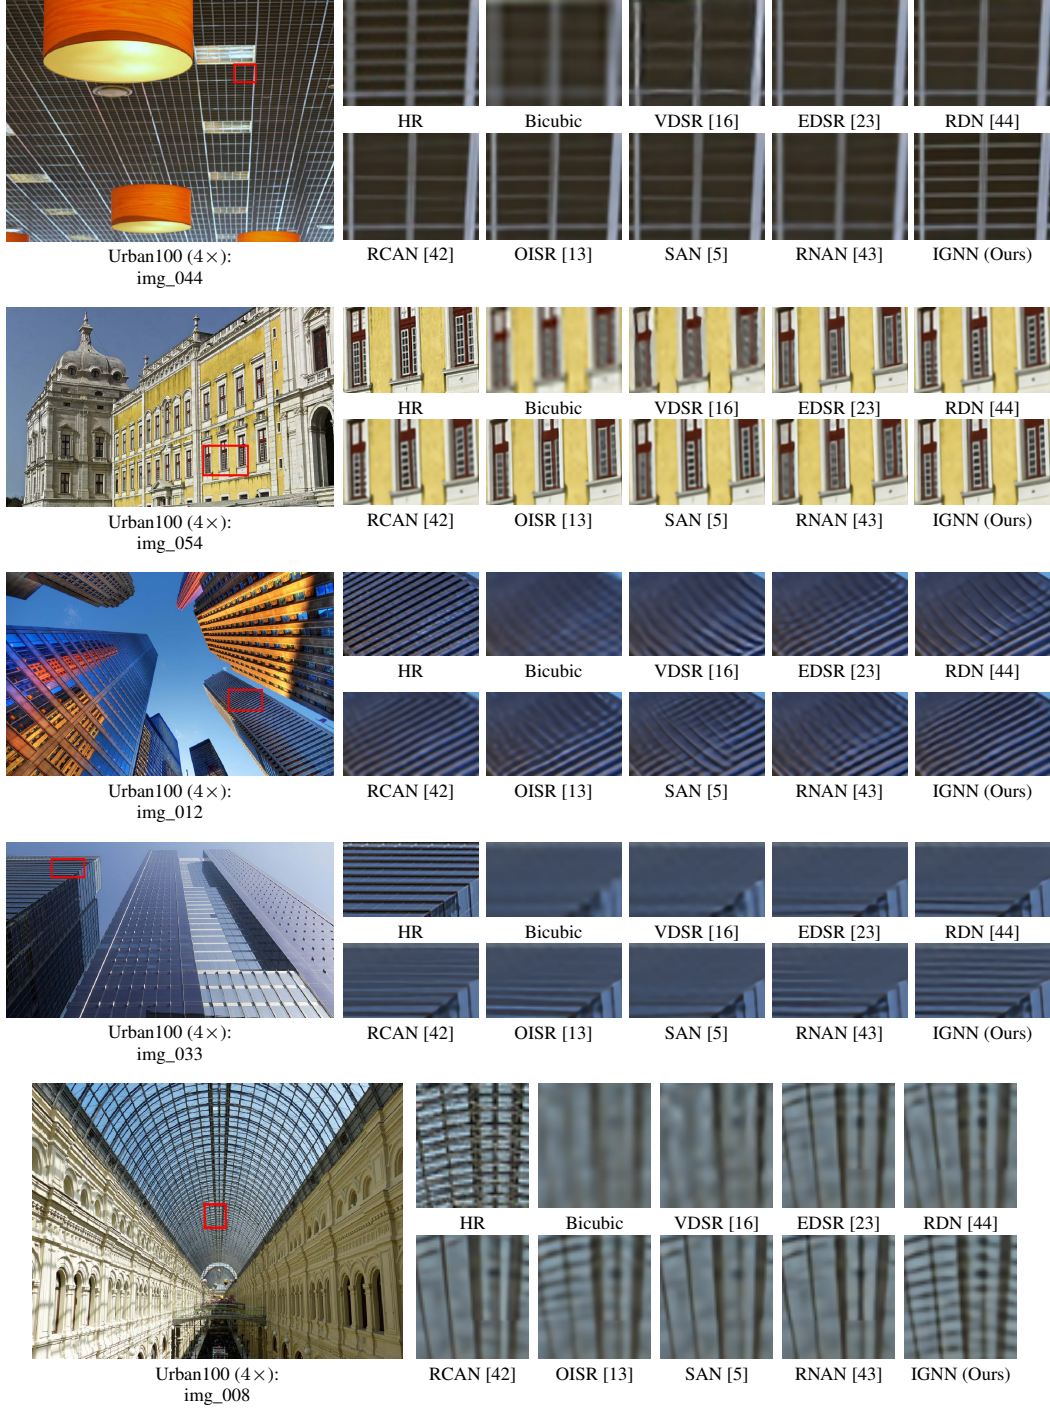 HR Bicubic VDSR [16] EDSR [23] RDN [44]
RCAN [42] OISR [13] SAN [5] RNAN [43] IGNN (Ours)
Urban100 (4×):
img_044
HR Bicubic VDSR [16] EDSR [23] RDN [44]
RCAN [42] OISR [13] SAN [5] RNAN [43] IGNN (Ours)
Urban100 (4×):
img_054
HR Bicubic VDSR [16] EDSR [23] RDN [44]
RCAN [42] OISR [13] SAN [5] RNAN [43] IGNN (Ours)
Urban100 (4×):
img_012
HR Bicubic VDSR [16] EDSR [23] RDN [44]
RCAN [42] OISR [13] SAN [5] RNAN [43] IGNN (Ours)
Urban100 (4×):
img_033
HR Bicubic VDSR [16] EDSR [23] RDN [44]
RCAN [42] OISR [13] SAN [5] RNAN [43] IGNN (Ours)
Urban100 (4×):
img_008